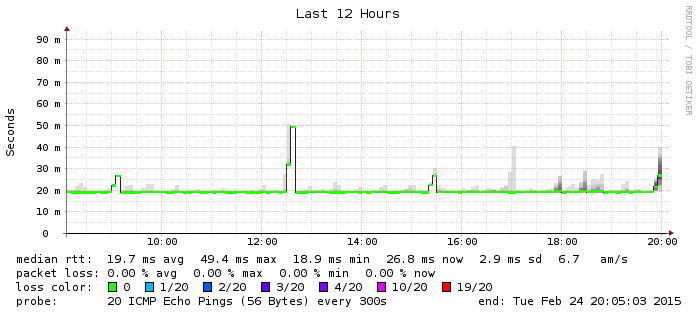 Last 12 Hours
RRDTOOL / TOBI OETIKER
Seconds
90 m
80 m
70 m
60 m
50 m
40 m
30 m
20 m
10 m
0
10:00 12:00 14:00 16:00 18:00 20:00
median rtt: 19.7 ms avg 49.4 ms max 18.9 ms min 26.8 ms now 2.9 ms sd 6.7 am/s
packet loss: 0.00 % avg 0.00 % max 0.00 % min 0.00 % now
loss color: 0 1/20 2/20 3/20 4/20 10/20 19/20
probe: 20 ICMP Echo Pings (56 Bytes) every 300s end: Tue Feb 24 20:05:03 2015